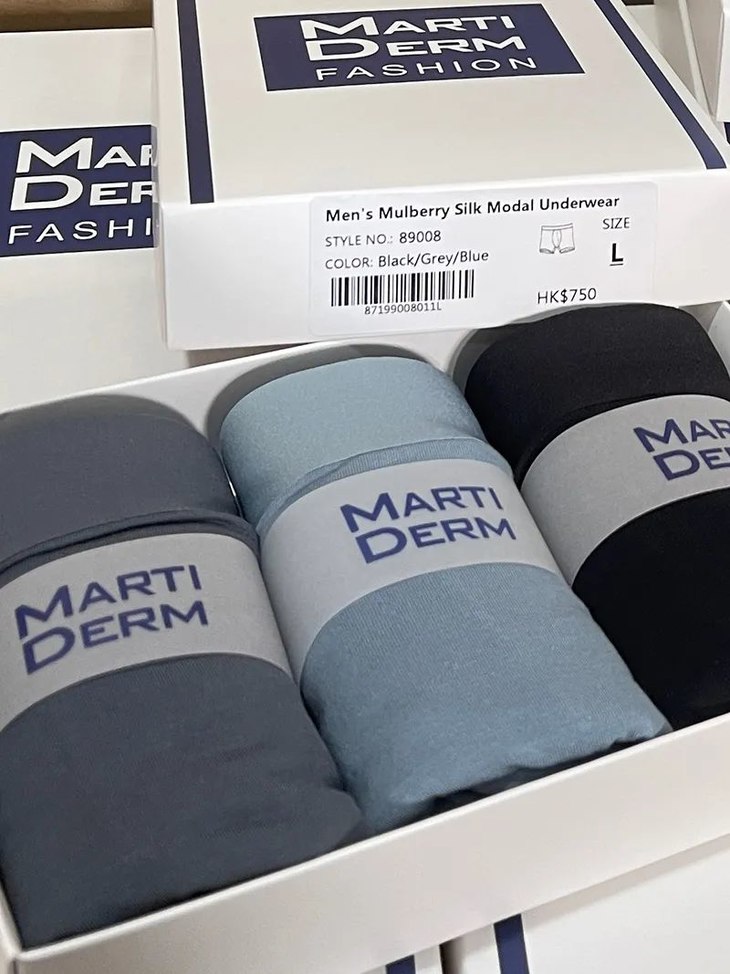 MARTI
DERM
FASHION
MAR
DER
FASHI
Men's Mulberry Silk Modal Underwear
STYLE NO.: 89008
SIZE
COLOR: Black/Grey/Blue
L
87199008011L
HK$750
MARTI
DERM
MARTI
DERM
MAR
DE